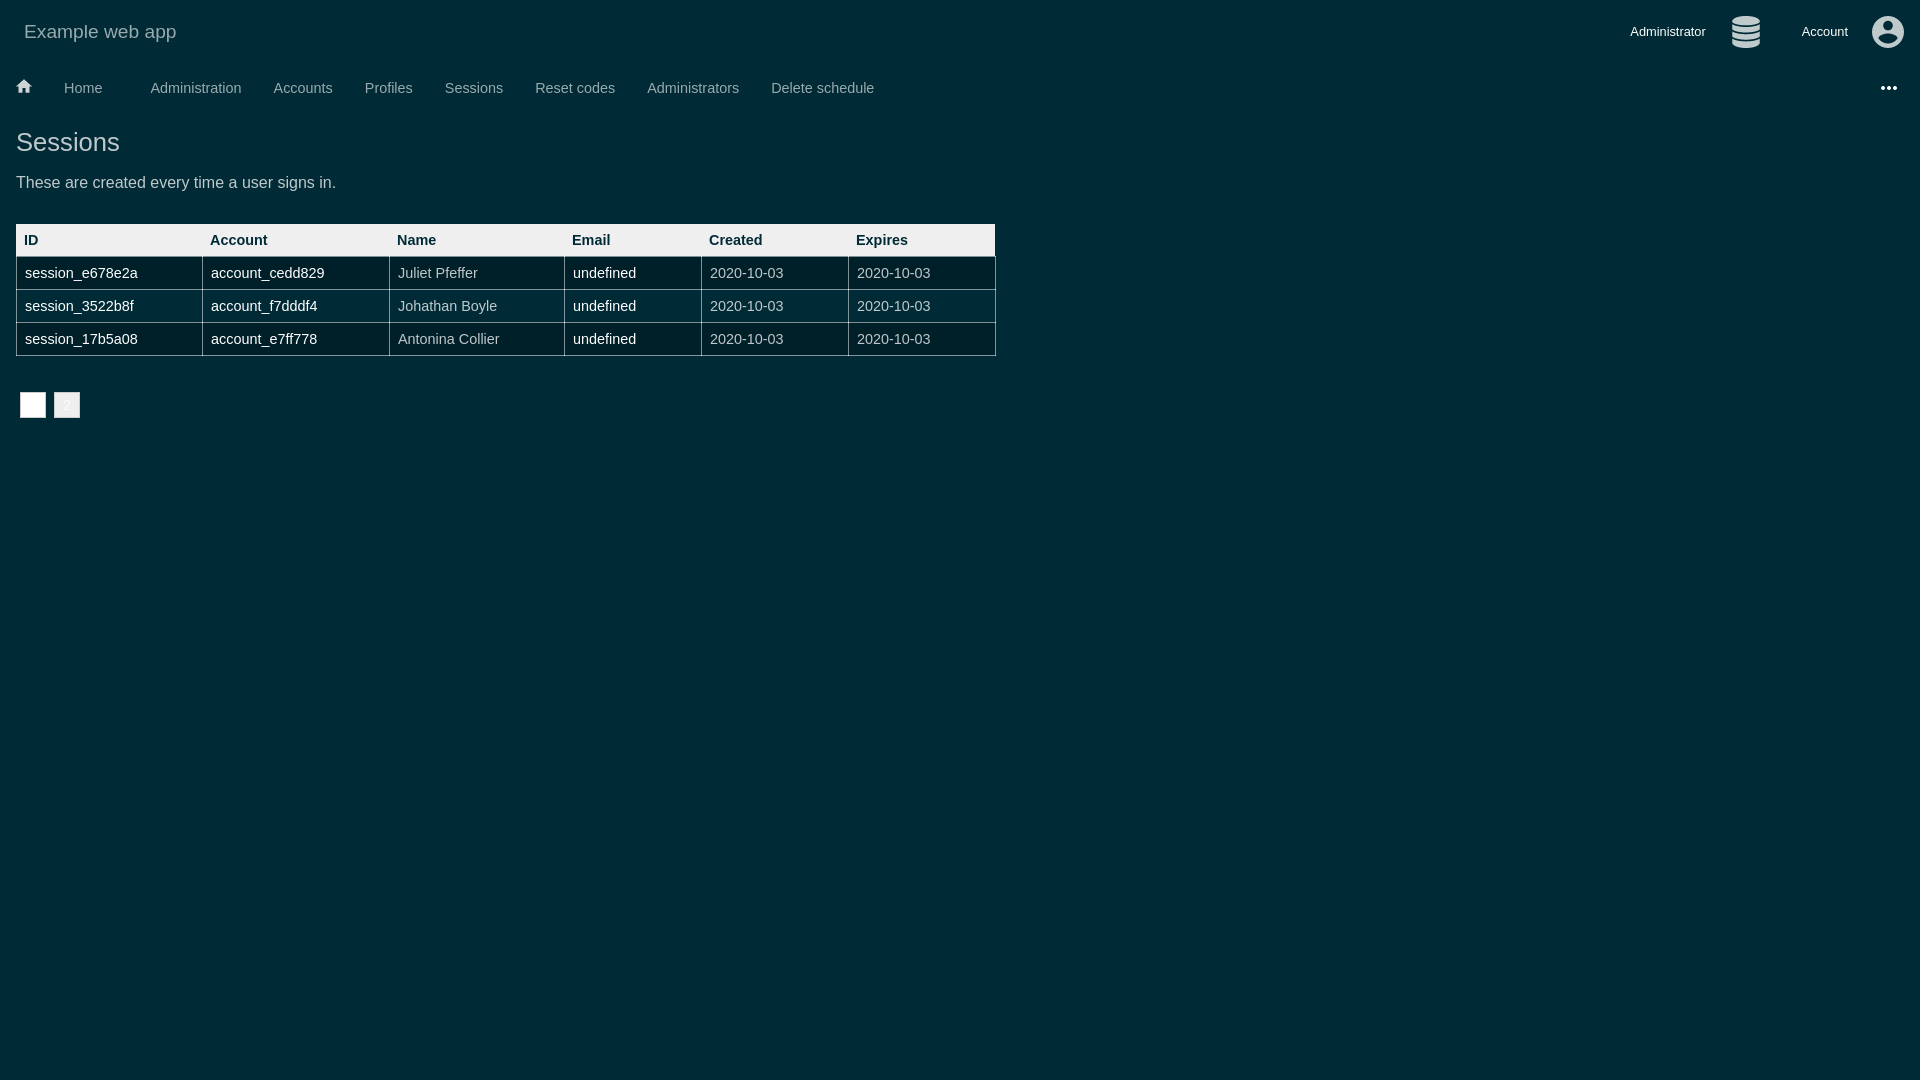 Example web app
Administrator
Account
Home
Administration
Accounts
Profiles
Sessions
Reset codes
Administrators
Delete schedule
Sessions
These are created every time a user signs in.
ID Account Name Email Created Expires
session_e678e2a account_cedd829 Juliet Pfeffer undefined 2020-10-03 2020-10-03
session_3522b8f account_f7dddf4 Johathan Boyle undefined 2020-10-03 2020-10-03
session_17b5a08 account_e7ff778 Antonina Collier undefined 2020-10-03 2020-10-03
2